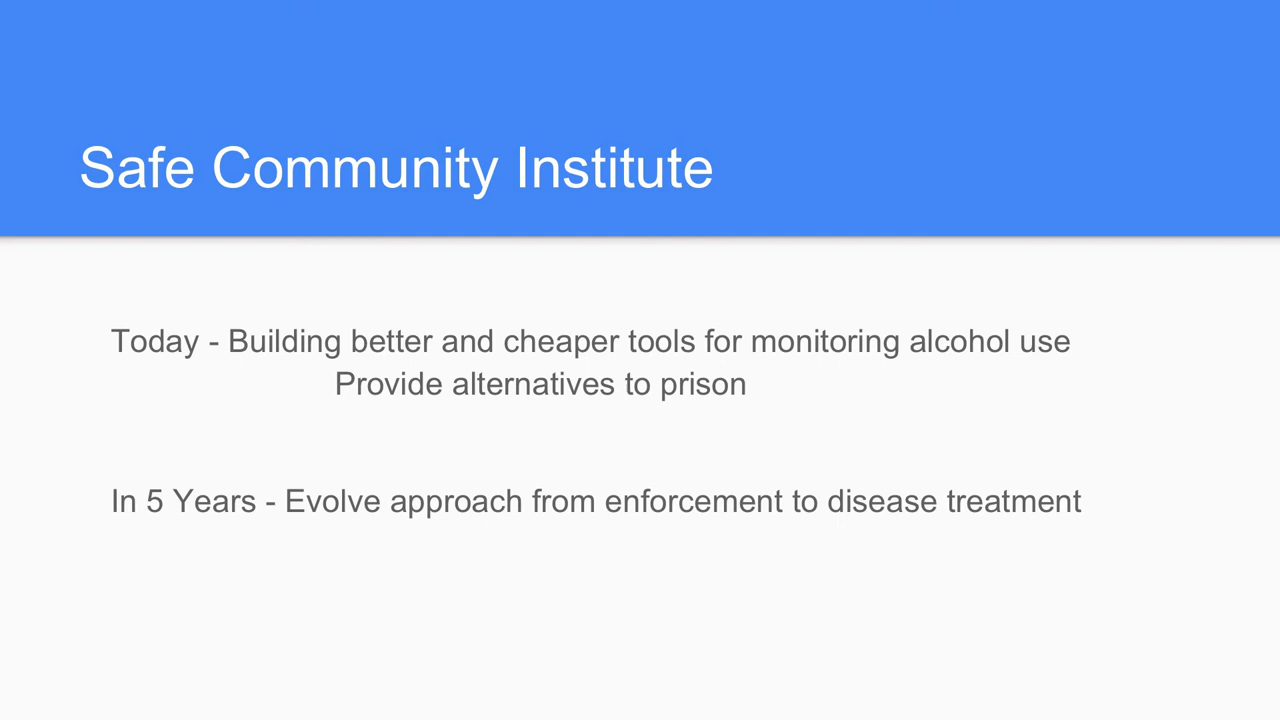 Safe Community Institute
Today - Building better and cheaper tools for monitoring alcohol use
Provide alternatives to prison
In 5 Years - Evolve approach from enforcement to disease treatment